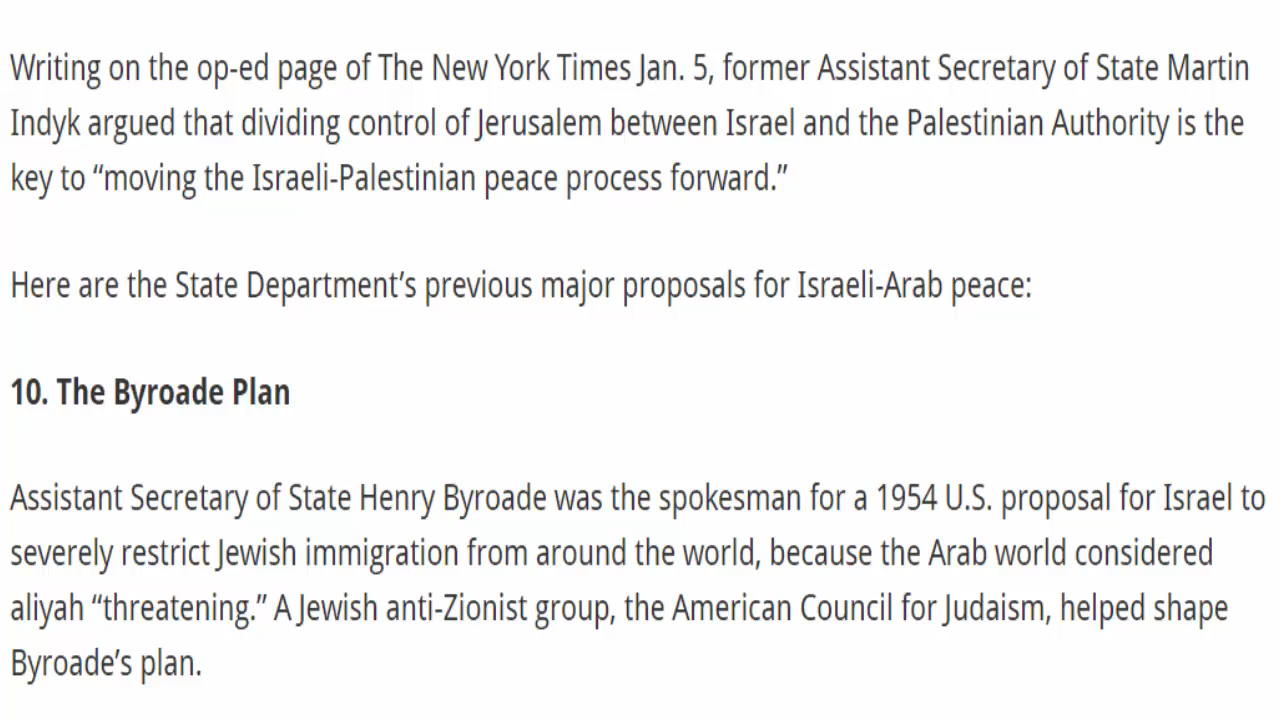 Writing on the op-ed page of The New York Times Jan. 5, former Assistant Secretary of State Martin
Indyk argued that dividing control of Jerusalem between Israel and the Palestinian Authority is the
key to “moving the Israeli-Palestinian peace process forward.”
Here are the State Department’s previous major proposals for Israeli-Arab peace:
10. The Byroade Plan
Assistant Secretary of State Henry Byroade was the spokesman for a 1954 U.S. proposal for Israel to
severely restrict Jewish immigration from around the world, because the Arab world considered
aliyah “threatening.” A Jewish anti-Zionist group, the American Council for Judaism, helped shape
Byroade’s plan.